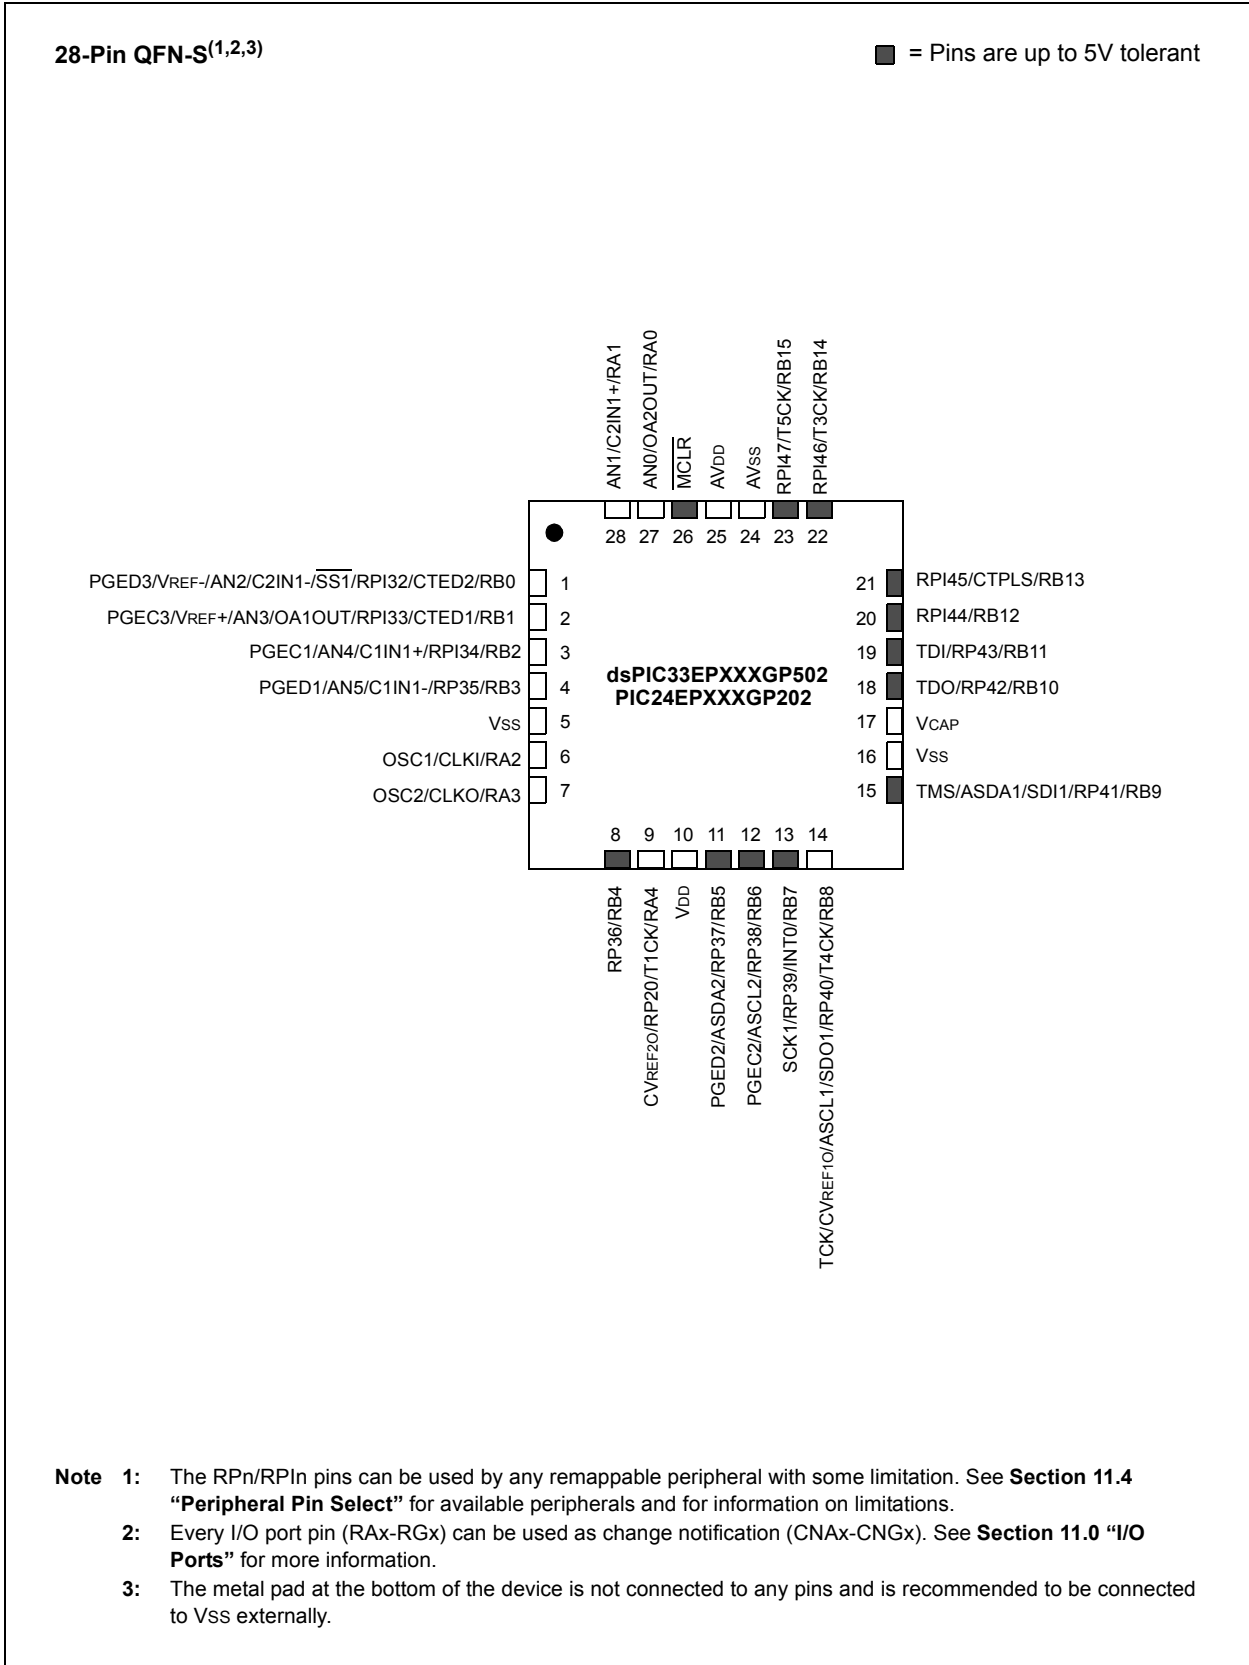 28-Pin QFN-S(1,2,3)
= Pins are up to 5V tolerant
AN1/C2IN1+/RA1
AN0/OA2OUT/RA0
MCLR
AVDD
AVSS
RPI47/T5CK/RB15
RPI46/T3CK/RB14
28 27 26 25 24 23 22
PGED3/VREF-/AN2/C2IN1-/SS1/RPI32/CTED2/RB0 1
PGEC3/VREF+/AN3/OA1OUT/RPI33/CTED1/RB1 2
PGEC1/AN4/C1IN1+/RPI34/RB2 3
PGED1/AN5/C1IN1-/RP35/RB3 4
VSS 5
OSC1/CLKI/RA2 6
OSC2/CLKO/RA3 7
dsPIC33EPXXXGP502
PIC24EPXXXGP202
21 RPI45/CTPLS/RB13
20 RPI44/RB12
19 TDI/RP43/RB11
18 TDO/RP42/RB10
17 VCAP
16 VSS
15 TMS/ASDA1/SDI1/RP41/RB9
8 9 10 11 12 13 14
RP36/RB4
CVREF2O/RP20/T1CK/RA4
VDD
PGED2/ASDA2/RP37/RB5
PGEC2/ASCL2/RP38/RB6
SCK1/RP39/INT0/RB7
TCK/CVREF1O/ASCL1/SDO1/RP40/T4CK/RB8
Note 1: The RPn/RPIn pins can be used by any remappable peripheral with some limitation. See Section 11.4
“Peripheral Pin Select” for available peripherals and for information on limitations.
2: Every I/O port pin (RAx-RGx) can be used as change notification (CNAx-CNGx). See Section 11.0 “I/O
Ports” for more information.
3: The metal pad at the bottom of the device is not connected to any pins and is recommended to be connected
to VSS externally.